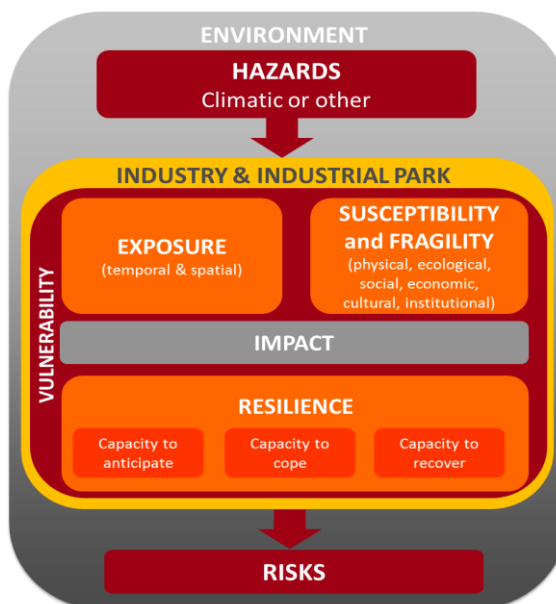 ENVIRONMENT
HAZARDS
Climatic or other
INDUSTRY & INDUSTRIAL PARK
VULNERABILITY
EXPOSURE
(temporal & spatial)
SUSCEPTIBILITY
and FRAGILITY
(physical, ecological,
social, economic,
cultural, institutional)
IMPACT
RESILIENCE
Capacity to
anticipate
Capacity to
cope
Capacity to
recover
RISKS